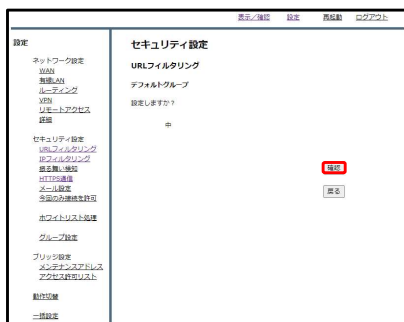 表示/確認 設定 再起動 ログアウト
設定
ネットワーク設定
WAN
有線LAN
ルーティング
VPN
リモートアクセス
詳細
セキュリティ設定
URLフィルタリング
IPフィルタリング
振る舞い検知
HTTPS通信
メール設定
今回のみ接続を許可
ホワイトリスト処理
グループ設定
ブリッジ設定
メンテナンスアドレス
アクセス許可リスト
動作切替
一括設定
セキュリティ設定
URLフィルタリング
デフォルトグループ
設定しますか?
中
確認
戻る